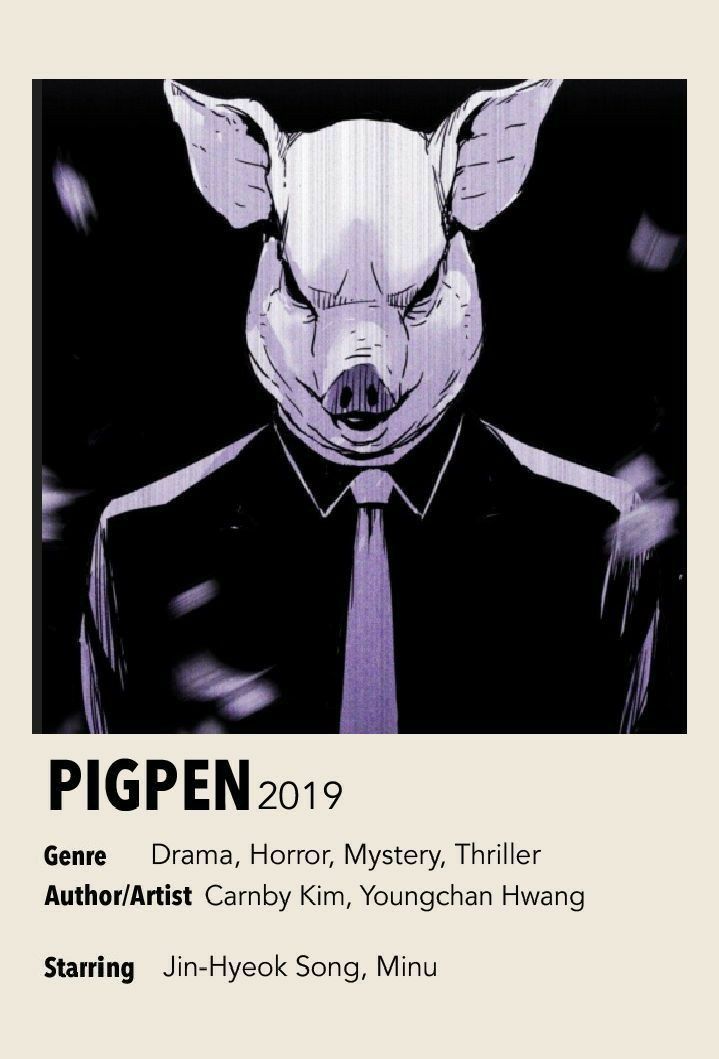 PIGPEN 2019
Genre Drama, Horror, Mystery, Thriller
Author/Artist Carnby Kim, Youngchan Hwang
Starring Jin-Hyeok Song, Minu